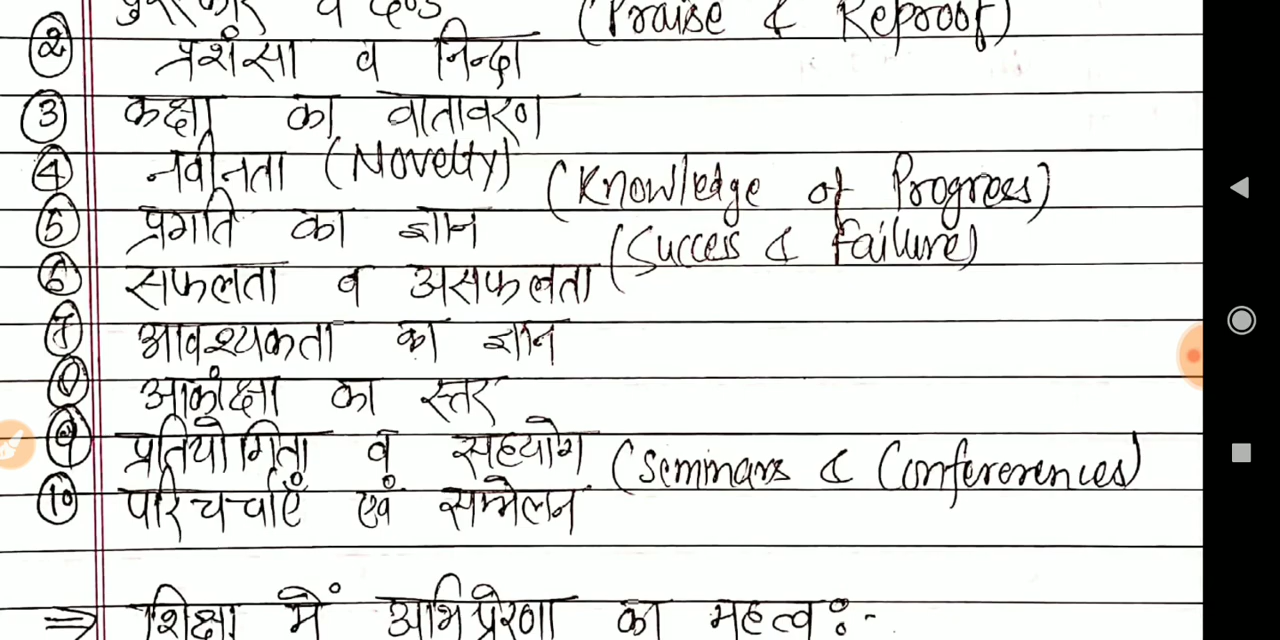 पुरस्कार व दण्ड
② प्रशंसा व निन्दा (Praise & Reproof)
③ कक्षा का वातावरण
④ नवीनता (Novelty)
⑤ प्रगति का ज्ञान (Knowledge of Progress)
⑥ सफलता व असफलता (Success & Failure)
⑦ आवश्यकता का ज्ञान
⑧ आकांक्षा का स्तर
⑨ प्रतियोगिता व सहयोग
⑩ परिचर्चाएँ एवं सम्मेलन (Seminars & Conferences)
⇒ शिक्षा में अभिप्रेरणा का महत्व :-